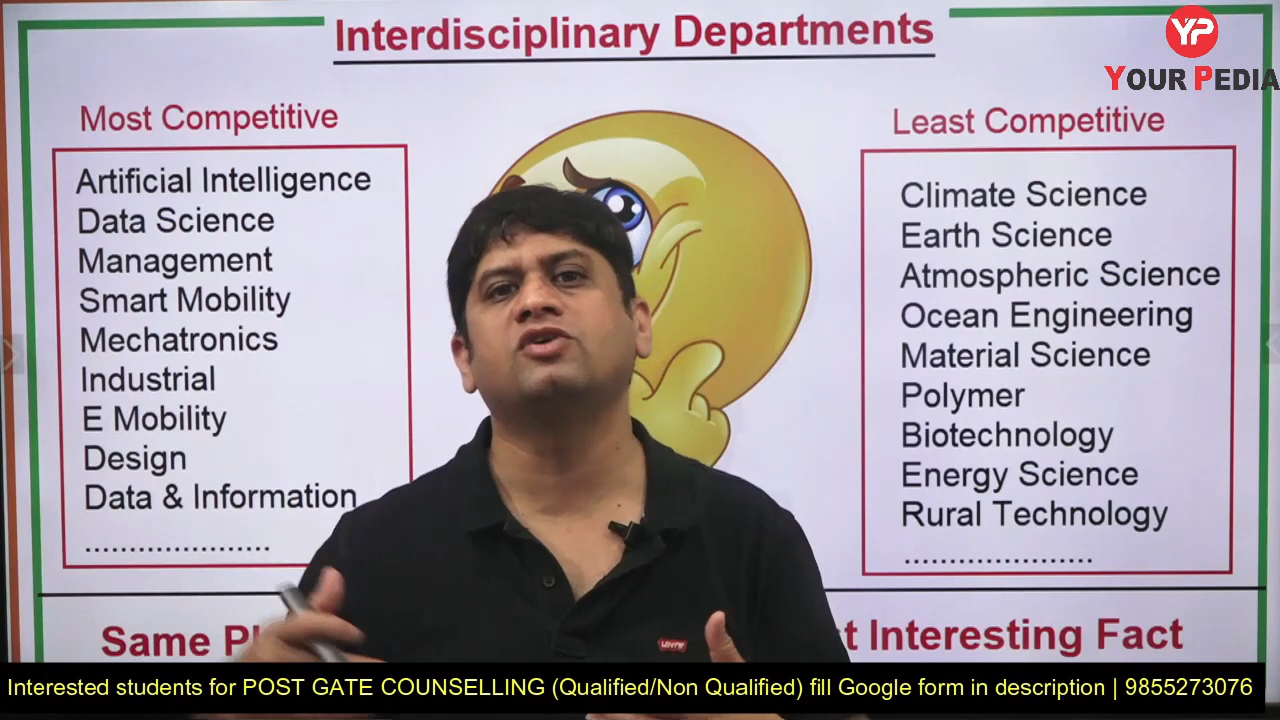 Interdisciplinary Departments
YP
YOUR PEDIA
Most Competitive
Artificial Intelligence
Data Science
Management
Smart Mobility
Mechatronics
Industrial
E Mobility
Design
Data & Information
.....................
Least Competitive
Climate Science
Earth Science
Atmospheric Science
Ocean Engineering
Material Science
Polymer
Biotechnology
Energy Science
Rural Technology
.....................
Same
t Interesting Fact
Levi's
Interested students for POST GATE COUNSELLING (Qualified/Non Qualified) fill Google form in description | 9855273076